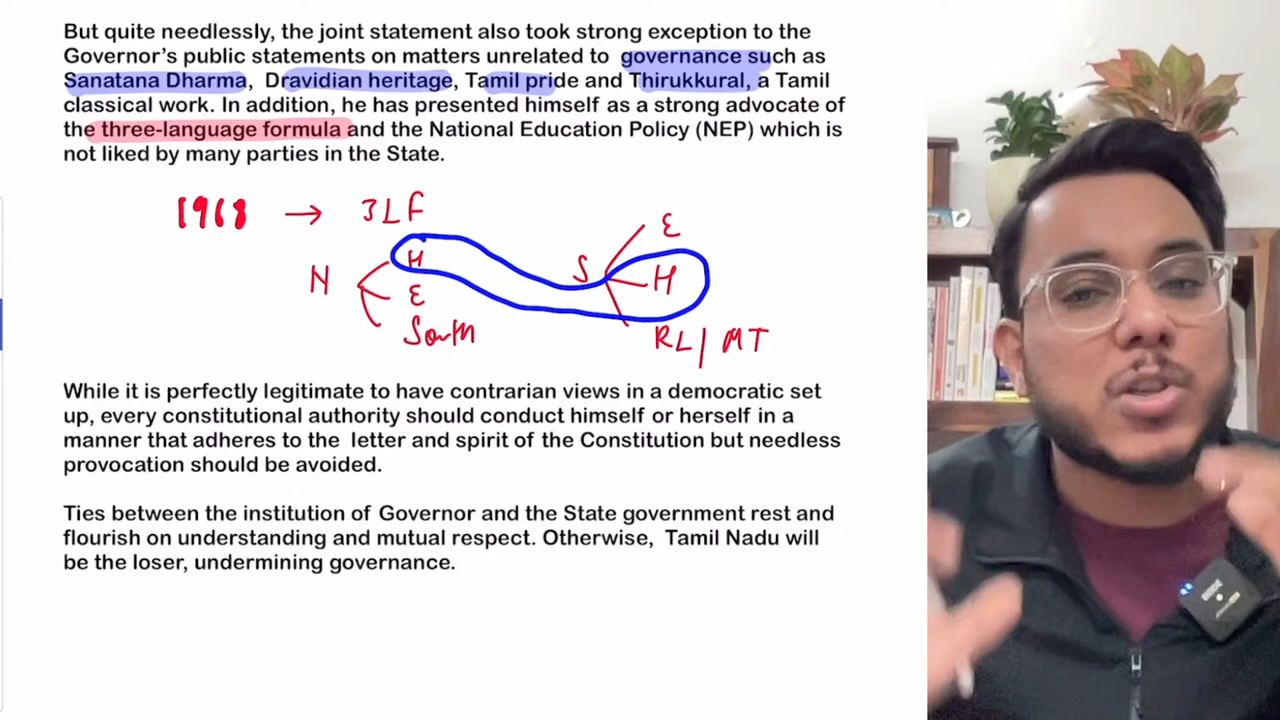 But quite needlessly, the joint statement also took strong exception to the
Governor's public statements on matters unrelated to governance such as
Sanatana Dharma, Dravidian heritage, Tamil pride and Thirukkural, a Tamil
classical work. In addition, he has presented himself as a strong advocate of
the three-language formula and the National Education Policy (NEP) which is
not liked by many parties in the State.
1968 → 3LF
N
H
E
South
S
E
H
RL/MT
While it is perfectly legitimate to have contrarian views in a democratic set
up, every constitutional authority should conduct himself or herself in a
manner that adheres to the letter and spirit of the Constitution but needless
provocation should be avoided.
Ties between the institution of Governor and the State government rest and
flourish on understanding and mutual respect. Otherwise, Tamil Nadu will
be the loser, undermining governance.